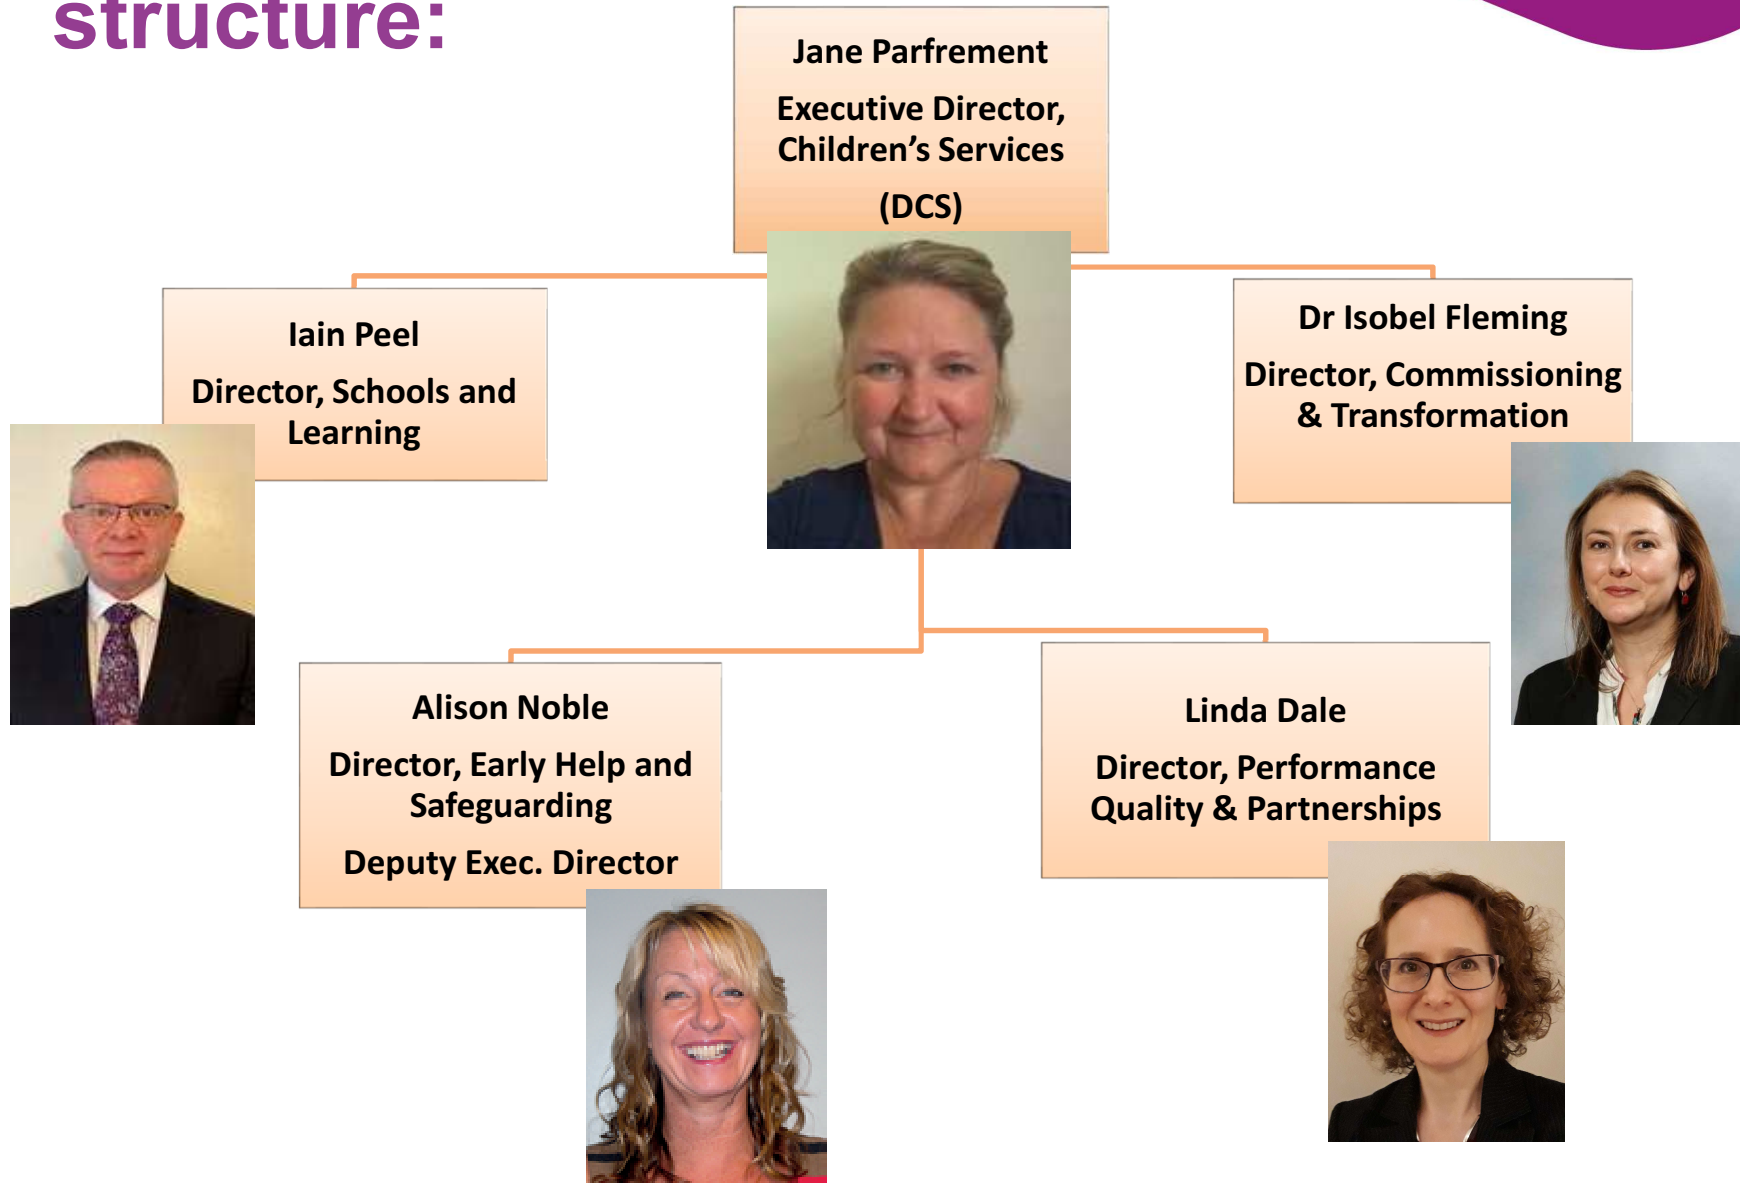 structure:
Jane Parfrement
Executive Director,
Children’s Services
(DCS)
Iain Peel
Director, Schools and
Learning
Dr Isobel Fleming
Director, Commissioning
& Transformation
Alison Noble
Director, Early Help and
Safeguarding
Deputy Exec. Director
Linda Dale
Director, Performance
Quality & Partnerships